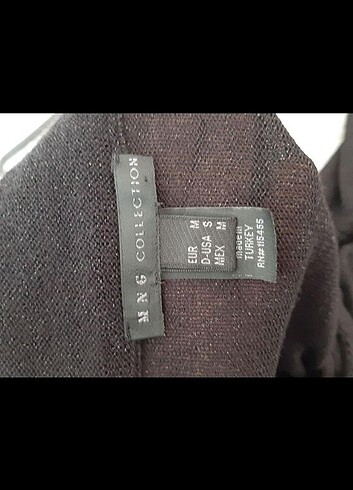 MNG COLLECTION
EUR M
D-USA S
MEX M
made in
TURKEY
RN#115455